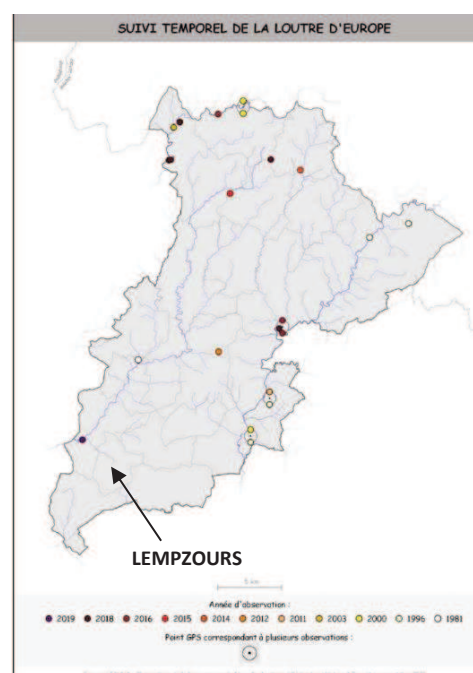 SUIVI TEMPOREL DE LA LOUTRE D'EUROPE
LEMPZOURS
5 km
Année d'observation :
2019 2018 2016 2015 2014 2012 2011 2003 2000 1996 1981
Point GPS correspondant à plusieurs observations :